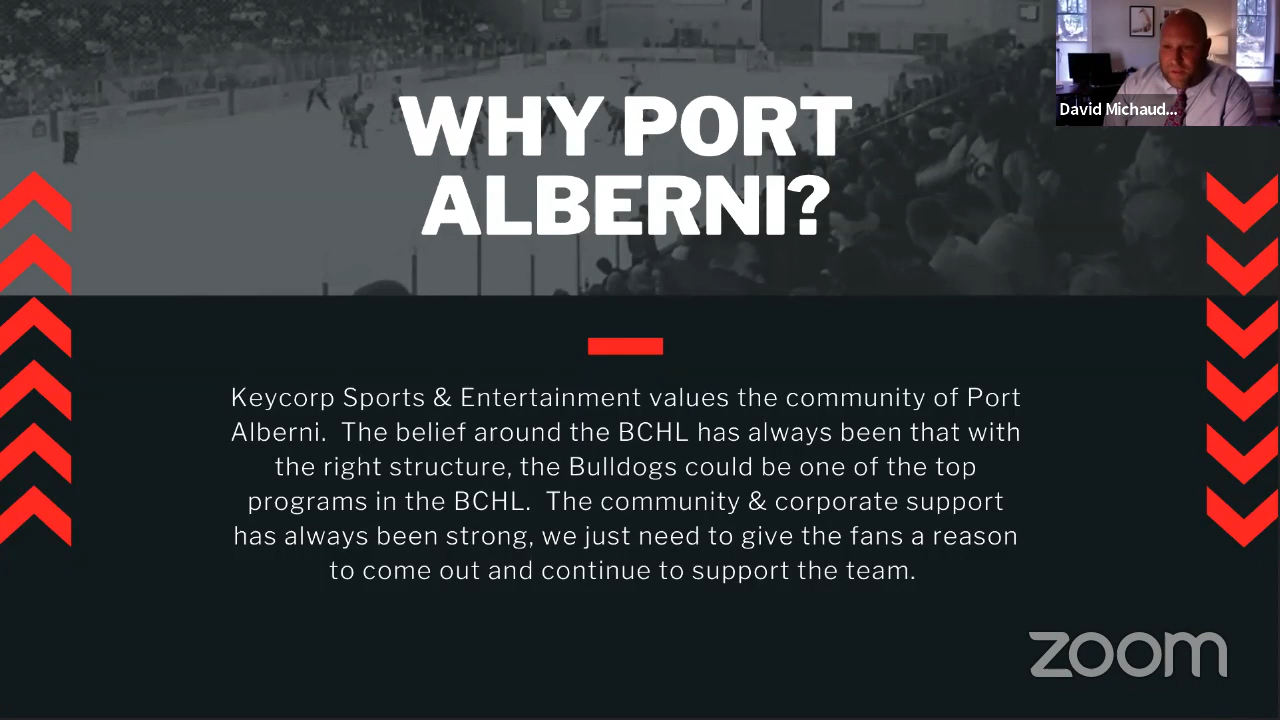 David Michaud...
WHY PORT
ALBERNI?
Keycorp Sports & Entertainment values the community of Port
Alberni.  The belief around the BCHL has always been that with
the right structure, the Bulldogs could be one of the top
programs in the BCHL.  The community & corporate support
has always been strong, we just need to give the fans a reason
to come out and continue to support the team.
zoom